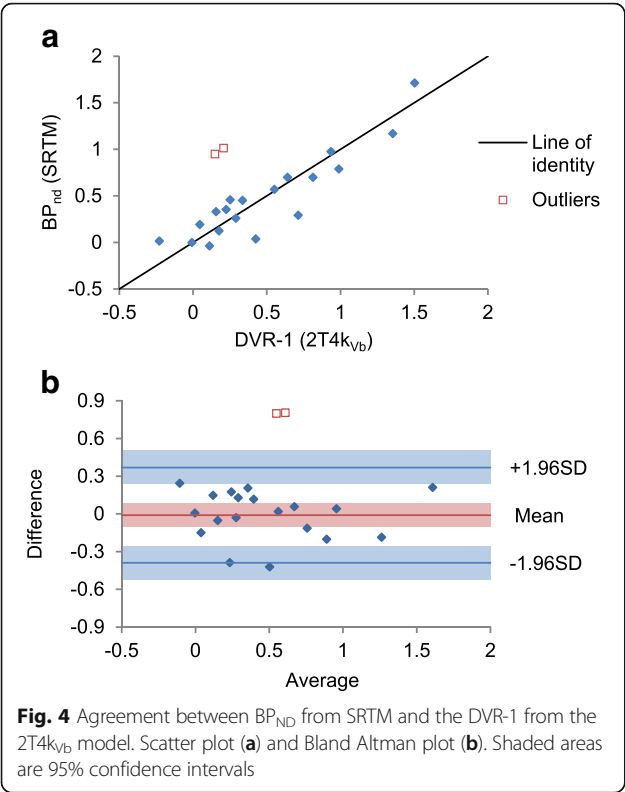 a
2
1.5
1
0.5
0
-0.5
BPnd (SRTM)
-0.5 0 0.5 1 1.5 2
DVR-1 (2T4kVb)
Line of
identity
Outliers
b
0.9
0.6
0.3
0
-0.3
-0.6
-0.9
Difference
-0.5 0 0.5 1 1.5 2
Average
+1.96SD
Mean
-1.96SD
Fig. 4 Agreement between BPND from SRTM and the DVR-1 from the
2T4kVb model. Scatter plot (a) and Bland Altman plot (b). Shaded areas
are 95% confidence intervals